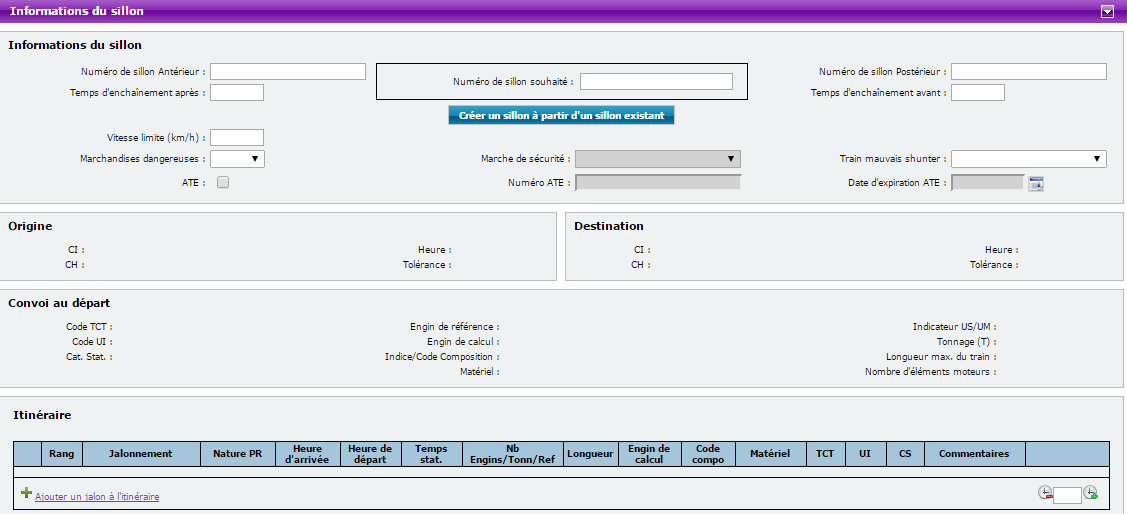 Informations du sillon
Informations du sillon
Numéro de sillon Antérieur :
Numéro de sillon souhaité :
Numéro de sillon Postérieur :
Temps d'enchaînement après :
Temps d'enchaînement avant :
Créer un sillon à partir d'un sillon existant
Vitesse limite (km/h) :
Marchandises dangereuses :
Marche de sécurité :
Train mauvais shunter :
ATE :
Numéro ATE :
Date d'expiration ATE :
Origine
CI :
Heure :
CH :
Tolérance :
Destination
CI :
Heure :
CH :
Tolérance :
Convoi au départ
Code TCT :
Engin de référence :
Indicateur US/UM :
Code UI :
Engin de calcul :
Tonnage (T) :
Cat. Stat. :
Indice/Code Composition :
Longueur max. du train :
Matériel :
Nombre d'éléments moteurs :
Itinéraire
Rang
Jalonnement
Nature PR
Heure
d'arrivée
Heure de
départ
Temps
stat.
Nb
Engins/Tonn/Ref
Longueur
Engin de
calcul
Code
compo
Matériel
TCT
UI
CS
Commentaires
Ajouter un jalon à l'itinéraire